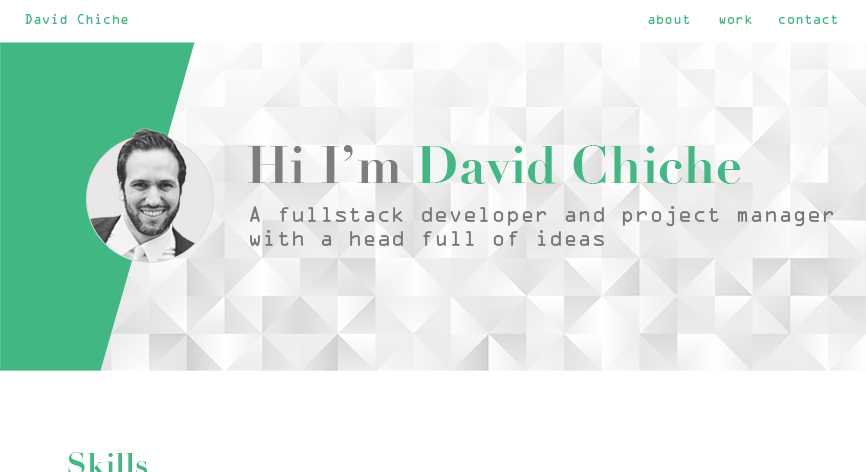 David Chiche
about work contact
Hi I’m David Chiche
A fullstack developer and project manager
with a head full of ideas
Skills